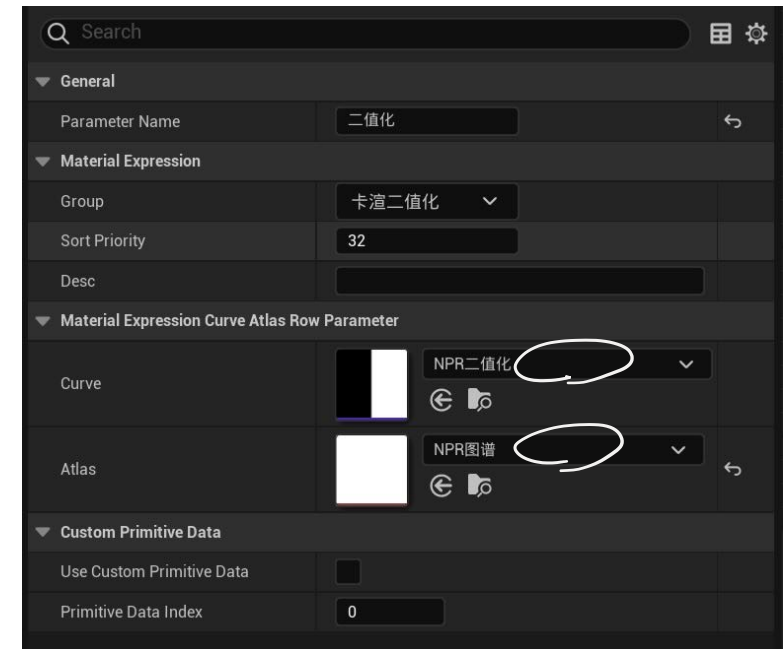 Search
General
Parameter Name 二值化
Material Expression
Group 卡渲二值化
Sort Priority 32
Desc
Material Expression Curve Atlas Row Parameter
Curve NPR二值化
Atlas NPR图谱
Custom Primitive Data
Use Custom Primitive Data
Primitive Data Index 0